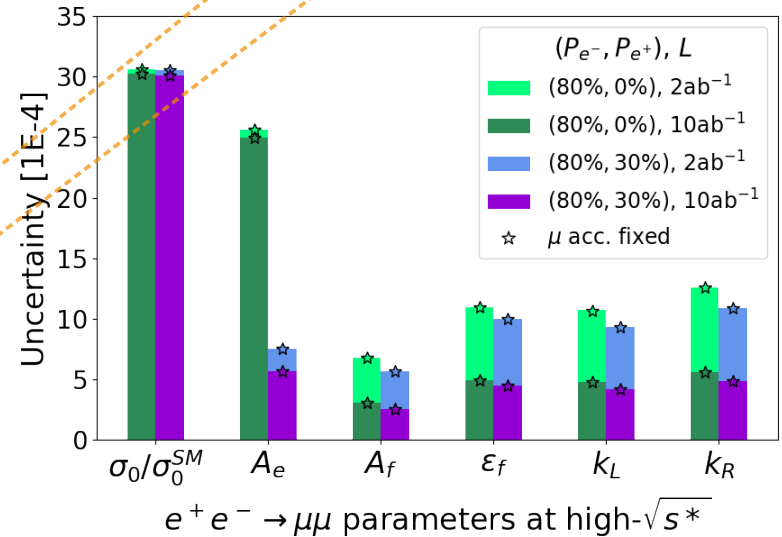 35
30
25
20
15
10
5
0
Uncertainty [1E-4]
(Pe⁻, Pe⁺), L
(80%, 0%), 2ab⁻¹
(80%, 0%), 10ab⁻¹
(80%, 30%), 2ab⁻¹
(80%, 30%), 10ab⁻¹
μ acc. fixed
σ₀/σ₀^SM A_e A_f ε_f k_L k_R
e⁺e⁻ → μμ parameters at high-√s*